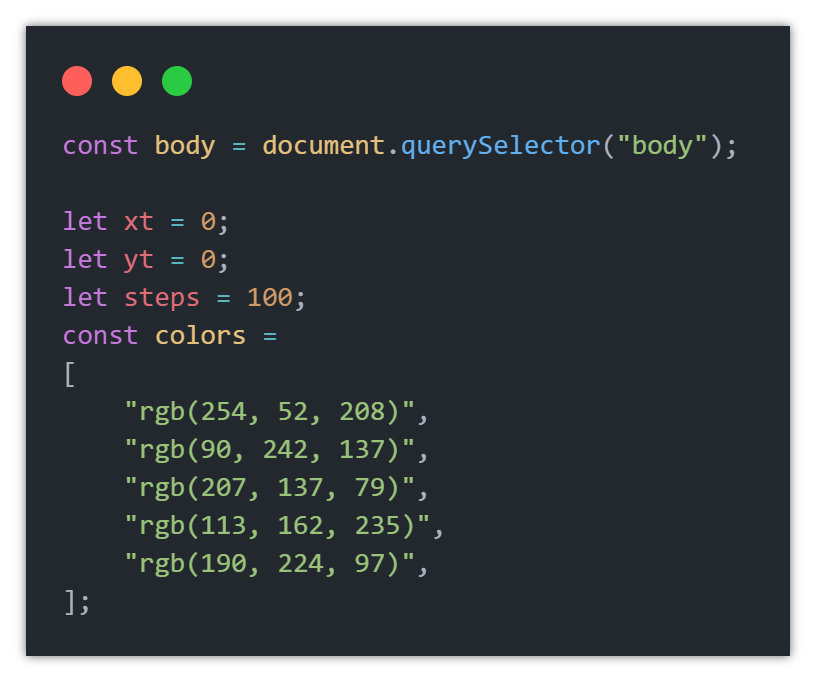 const body = document.querySelector("body");

let xt = 0;
let yt = 0;
let steps = 100;
const colors =
[
    "rgb(254, 52, 208)",
    "rgb(90, 242, 137)",
    "rgb(207, 137, 79)",
    "rgb(113, 162, 235)",
    "rgb(190, 224, 97)",
];